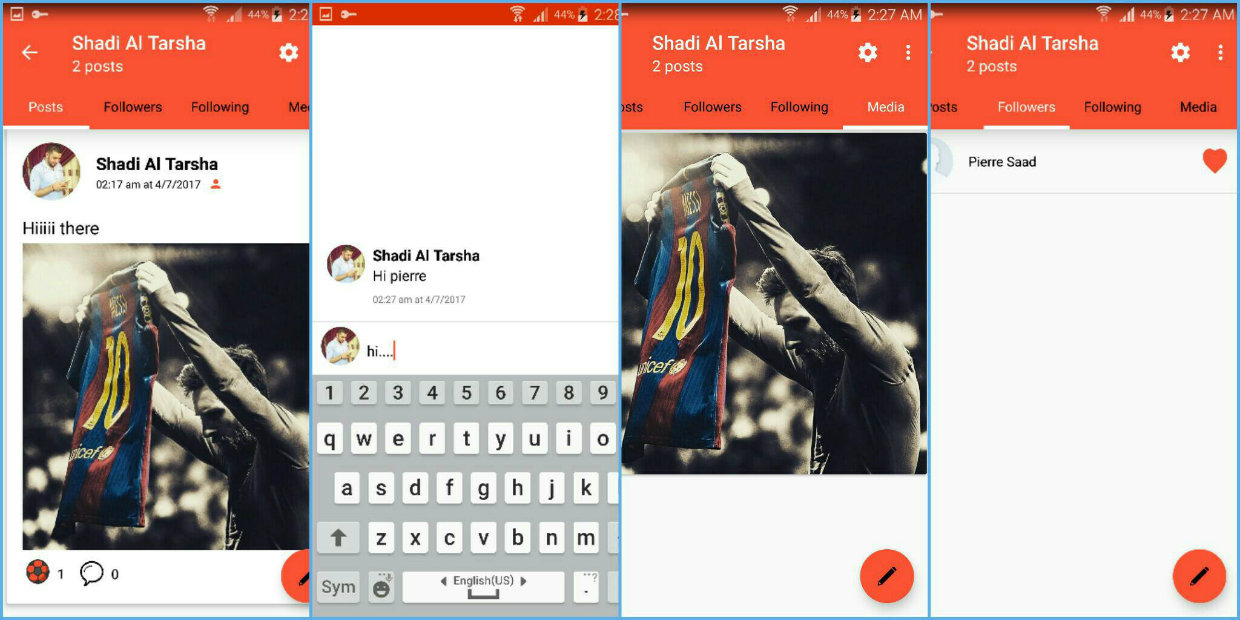 44% 2:2
Shadi Al Tarsha
2 posts
Posts Followers Following Me
Shadi Al Tarsha
02:17 am at 4/7/2017
Hiiiii there
MESSI
10
unicef
1 0
44% 2:28
Shadi Al Tarsha
Hi pierre
02:27 am at 4/7/2017
hi....
1 2 3 4 5 6 7 8 9
q w e r t y u i o
a s d f g h j k
z x c v b n m
Sym English(US) . ?
44% 2:27 AM
Shadi Al Tarsha
2 posts
osts Followers Following Media
MESSI
10
unicef
44% 2:27 AM
Shadi Al Tarsha
2 posts
osts Followers Following Media
Pierre Saad